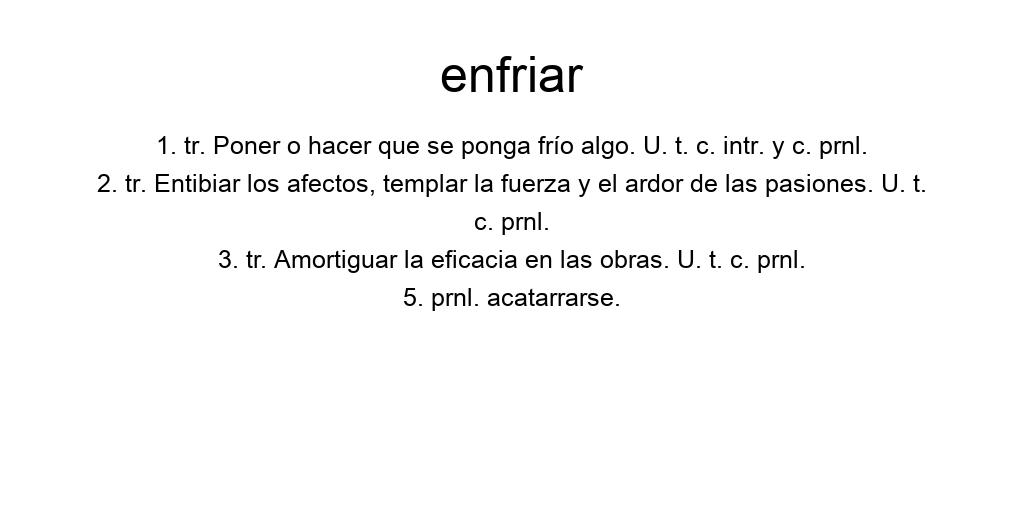 enfriar
1. tr. Poner o hacer que se ponga frío algo. U. t. c. intr. y c. prnl.
2. tr. Entibiar los afectos, templar la fuerza y el ardor de las pasiones. U. t.
c. prnl.
3. tr. Amortiguar la eficacia en las obras. U. t. c. prnl.
5. prnl. acatarrarse.